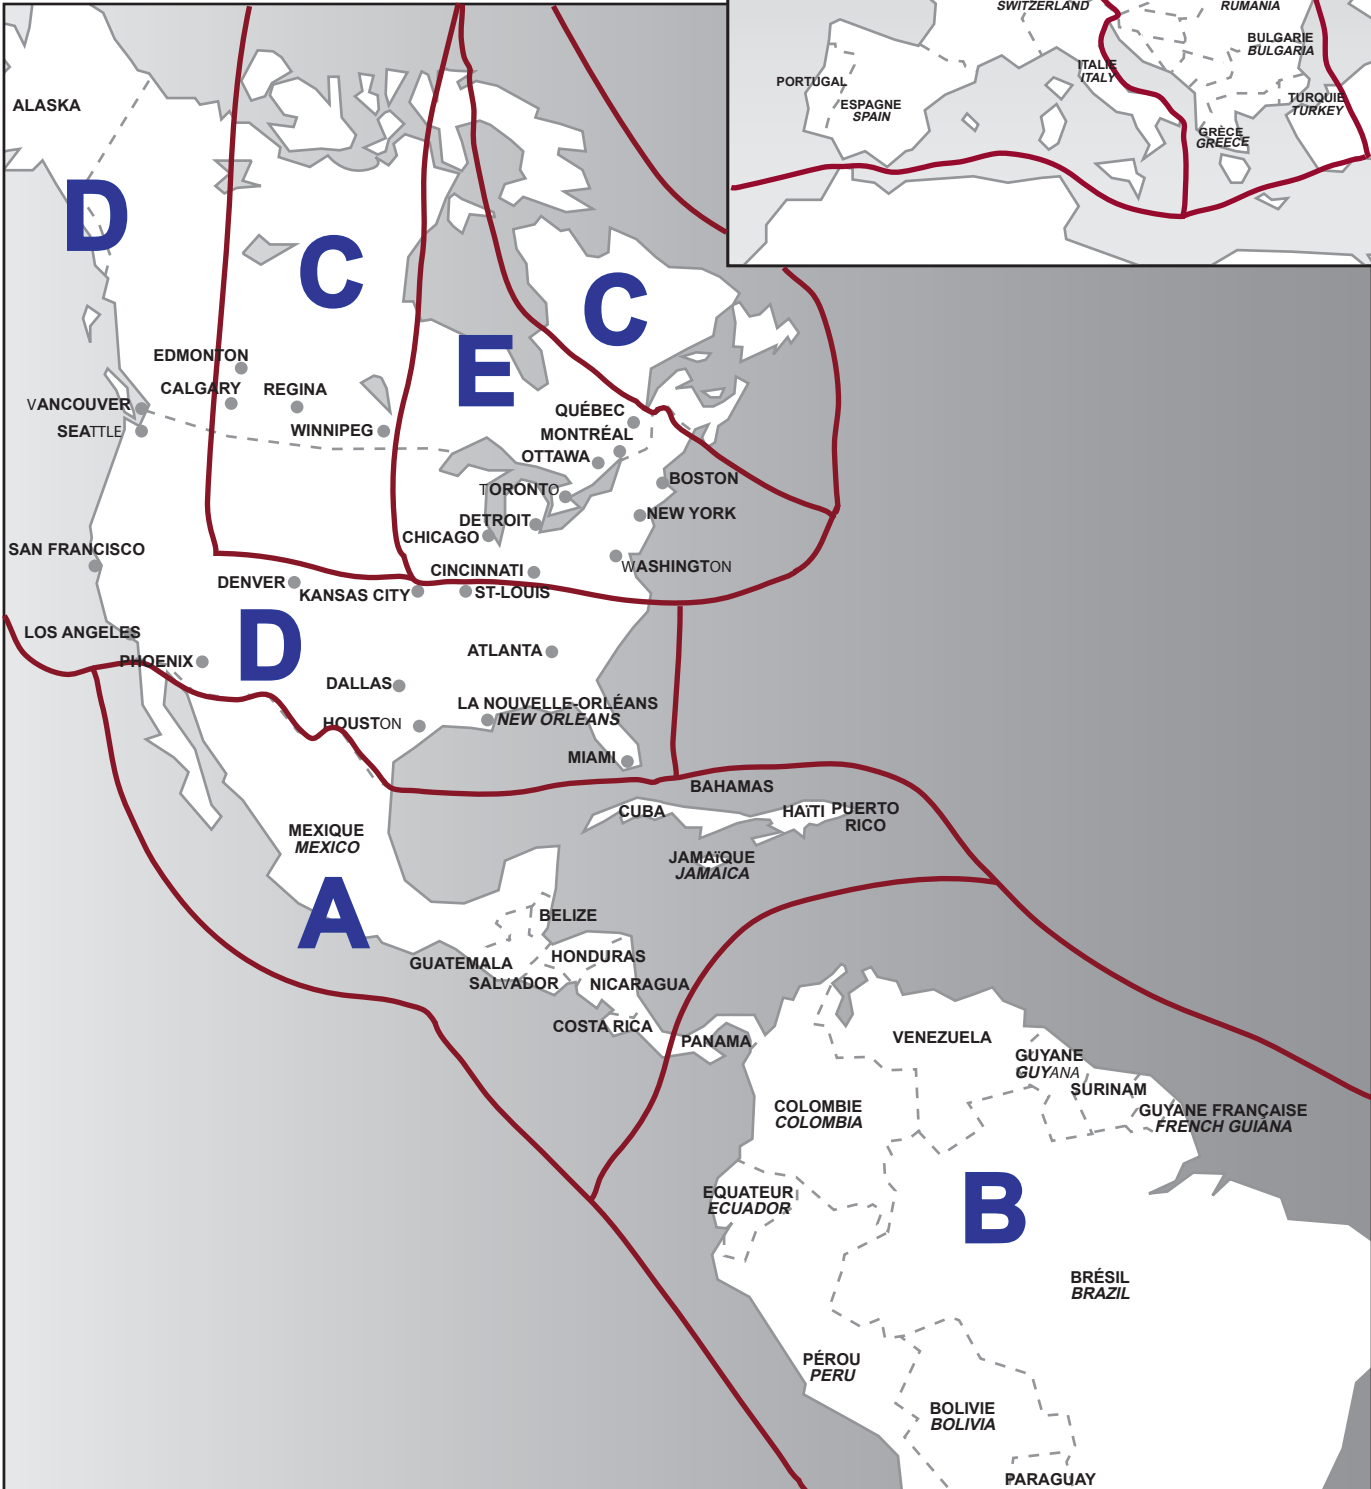 SWITZERLAND
RUMANIA
BULGARIE
BULGARIA
ITALIE
ITALY
PORTUGAL
ESPAGNE
SPAIN
TURQUIE
TURKEY
GRÈCE
GREECE
ALASKA
D
C
C
E
EDMONTON
CALGARY
REGINA
VANCOUVER
SEATTLE
WINNIPEG
QUÉBEC
MONTRÉAL
OTTAWA
TORONTO
BOSTON
NEW YORK
DETROIT
CHICAGO
WASHINGTON
SAN FRANCISCO
CINCINNATI
DENVER
KANSAS CITY
ST-LOUIS
LOS ANGELES
PHOENIX
D
ATLANTA
DALLAS
HOUSTON
LA NOUVELLE-ORLÉANS
NEW ORLEANS
MIAMI
BAHAMAS
CUBA
HAÏTI
PUERTO
RICO
MEXIQUE
MEXICO
JAMAÏQUE
JAMAICA
A
BELIZE
GUATEMALA
HONDURAS
SALVADOR
NICARAGUA
COSTA RICA
PANAMA
VENEZUELA
GUYANE
GUYANA
SURINAM
COLOMBIE
COLOMBIA
GUYANE FRANÇAISE
FRENCH GUIANA
EQUATEUR
ECUADOR
B
BRÉSIL
BRAZIL
PÉROU
PERU
BOLIVIE
BOLIVIA
PARAGUAY